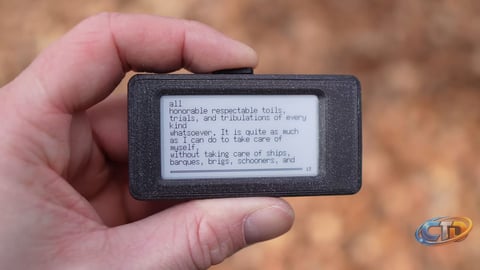 all
honorable respectable toils,
trials, and tribulations of every
kind
whatsoever. It is quite as much
as I can do to take care of
myself,
without taking care of ships,
barques, brigs, schooners, and
CTD